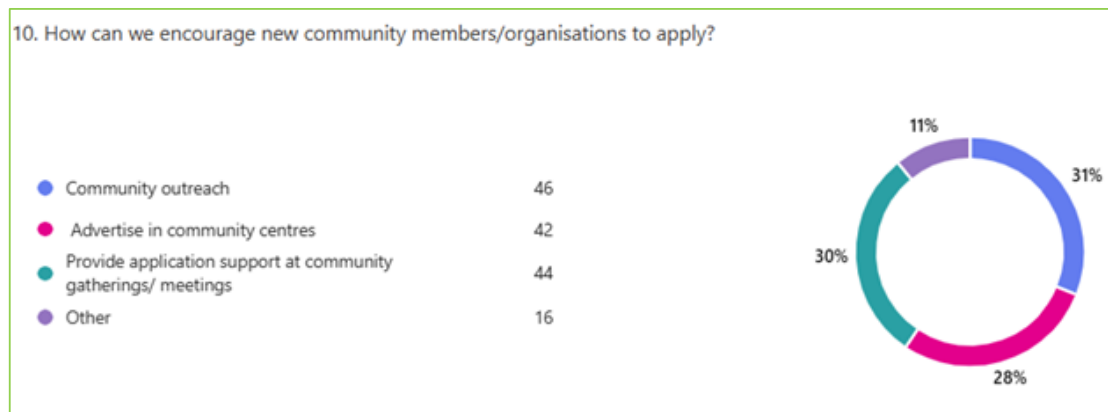 10. How can we encourage new community members/organisations to apply?
11%
31%
Community outreach 46
Advertise in community centres 42
Provide application support at community
gatherings/ meetings 44
30%
Other 16
28%